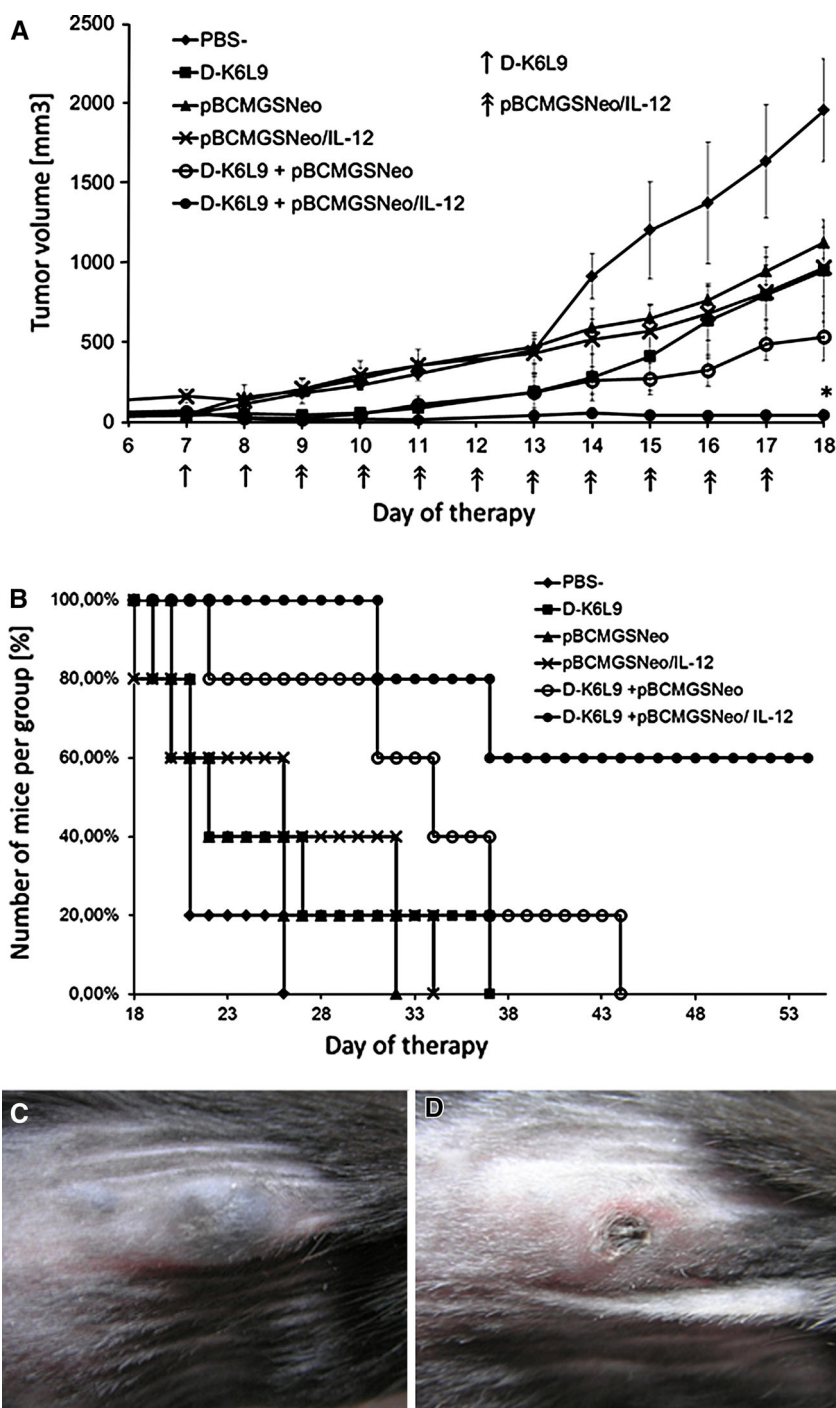 A
2500
2000
1500
1000
500
0
Tumor volume [mm3]
PBS-
D-K6L9
pBCMGSNeo
pBCMGSNeo/IL-12
D-K6L9 + pBCMGSNeo
D-K6L9 + pBCMGSNeo/IL-12
D-K6L9
pBCMGSNeo/IL-12
*
6 7 8 9 10 11 12 13 14 15 16 17 18
Day of therapy
B
100,00%
80,00%
60,00%
40,00%
20,00%
0,00%
Number of mice per group [%]
PBS-
D-K6L9
pBCMGSNeo
pBCMGSNeo/IL-12
D-K6L9 +pBCMGSNeo
D-K6L9 +pBCMGSNeo/ IL-12
18 23 28 33 38 43 48 53
Day of therapy
C
D